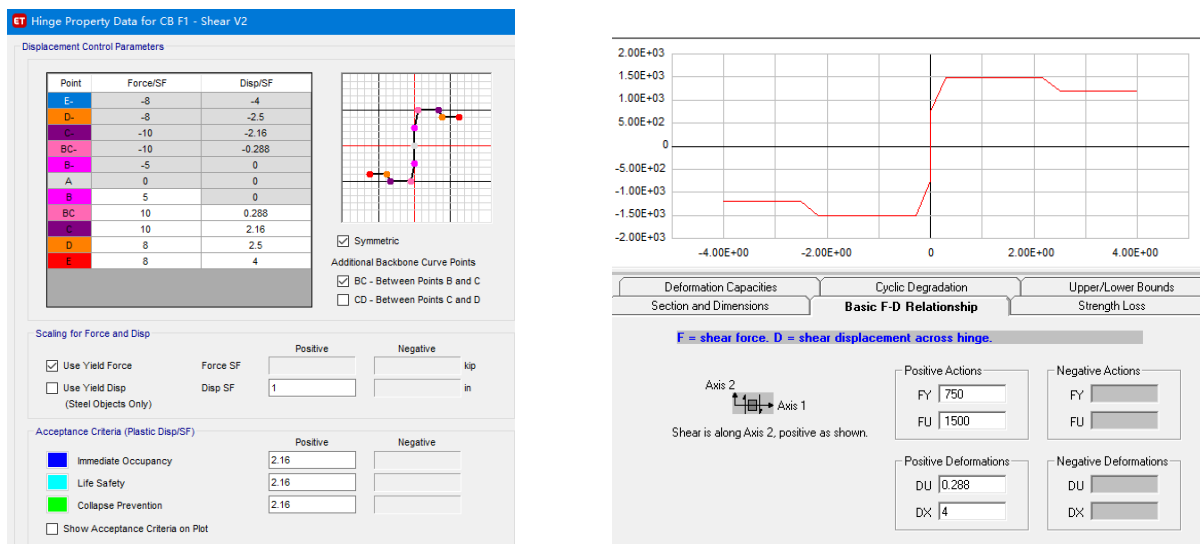 ET Hinge Property Data for CB F1 - Shear V2
Displacement Control Parameters
Point Force/SF Disp/SF
E- -8 -4
D- -8 -2.5
C- -10 -2.16
BC- -10 -0.288
B- -5 0
A 0 0
B 5 0
BC 10 0.288
C 10 2.16
D 8 2.5
E 8 4
Symmetric
Additional Backbone Curve Points
BC - Between Points B and C
CD - Between Points C and D
Scaling for Force and Disp
Positive Negative
Use Yield Force Force SF kip
Use Yield Disp Disp SF 1 in
(Steel Objects Only)
Acceptance Criteria (Plastic Disp/SF)
Positive Negative
Immediate Occupancy 2.16
Life Safety 2.16
Collapse Prevention 2.16
Show Acceptance Criteria on Plot
2.00E+03
1.50E+03
1.00E+03
5.00E+02
0
-5.00E+02
-1.00E+03
-1.50E+03
-2.00E+03
-4.00E+00 -2.00E+00 0 2.00E+00 4.00E+00
Deformation Capacities Cyclic Degradation Upper/Lower Bounds
Section and Dimensions Basic F-D Relationship Strength Loss
F = shear force. D = shear displacement across hinge.
Axis 2
Axis 1
Shear is along Axis 2, positive as shown.
Positive Actions Negative Actions
FY 750 FY
FU 1500 FU
Positive Deformations Negative Deformations
DU 0.288 DU
DX 4 DX